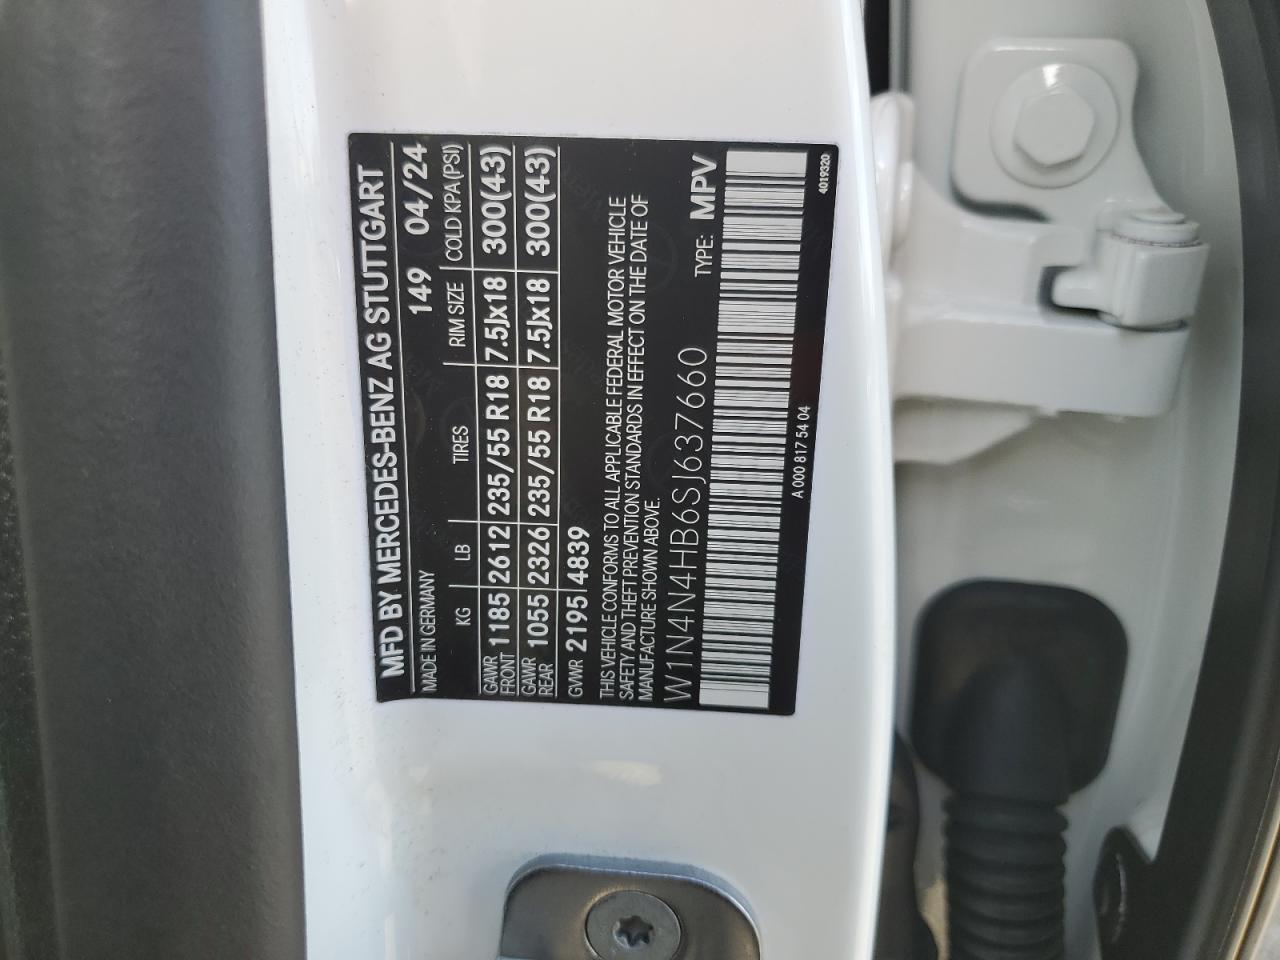 MFD BY MERCEDES-BENZ AG STUTTGART
MADE IN GERMANY 149 04/24
KG LB TIRES RIM SIZE COLD KPA(PSI)
GAWR FRONT 1185 2612 235/55 R18 7.5Jx18 300(43)
GAWR REAR 1055 2326 235/55 R18 7.5Jx18 300(43)
GVWR 2195 4839
THIS VEHICLE CONFORMS TO ALL APPLICABLE FEDERAL MOTOR VEHICLE
SAFETY AND THEFT PREVENTION STANDARDS IN EFFECT ON THE DATE OF
MANUFACTURE SHOWN ABOVE.
W1N4N4HB6SJ637660 TYPE: MPV
A 000 817 54 04 4019320